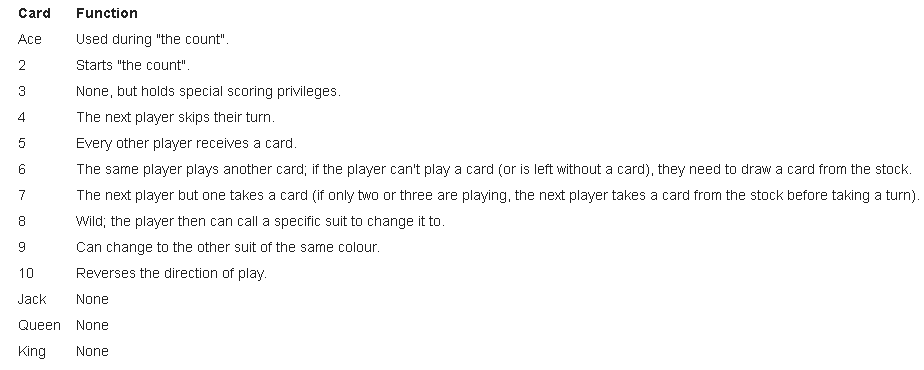 Card Function
Ace Used during "the count".
2 Starts "the count".
3 None, but holds special scoring privileges.
4 The next player skips their turn.
5 Every other player receives a card.
6 The same player plays another card; if the player can't play a card (or is left without a card), they need to draw a card from the stock.
7 The next player but one takes a card (if only two or three are playing, the next player takes a card from the stock before taking a turn).
8 Wild; the player then can call a specific suit to change it to.
9 Can change to the other suit of the same colour.
10 Reverses the direction of play.
Jack None
Queen None
King None